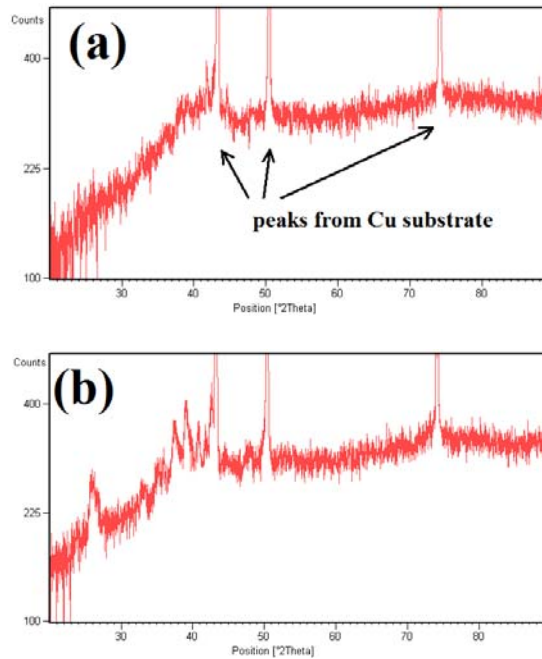 Counts
(a)
400
225
peaks from Cu substrate
100
30 40 50 60 70 80
Position [°2Theta]
Counts
(b)
400
225
100
30 40 50 60 70 80
Position [°2Theta]